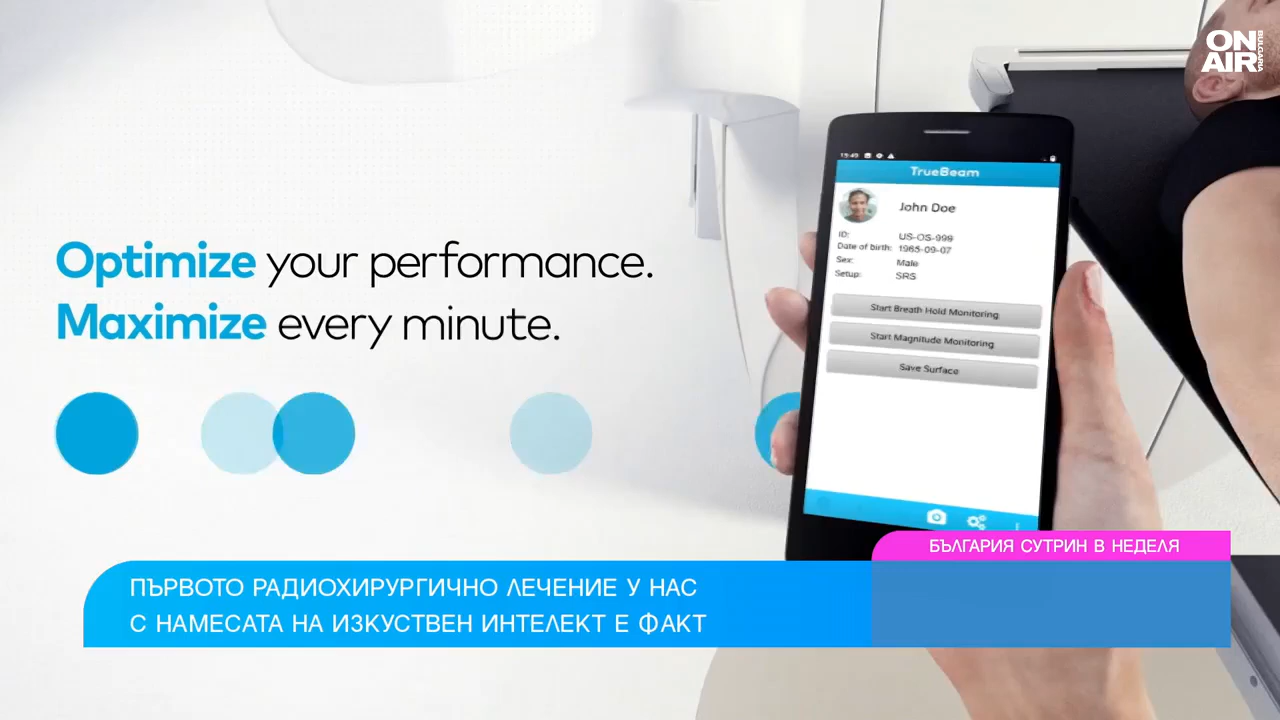 ON
AIR
BULGARIA
Optimize your performance.
Maximize every minute.
15:49
TrueBeam
John Doe
ID: US-OS-999
Date of birth: 1965-09-07
Sex: Male
Setup: SRS
Start Breath Hold Monitoring
Start Magnitude Monitoring
Save Surface
БЪЛГАРИЯ СУТРИН В НЕДЕЛЯ
ПЪРВОТО РАДИОХИРУРГИЧНО ЛЕЧЕНИЕ У НАС
С НАМЕСАТА НА ИЗКУСТВЕН ИНТЕЛЕКТ Е ФАКТ